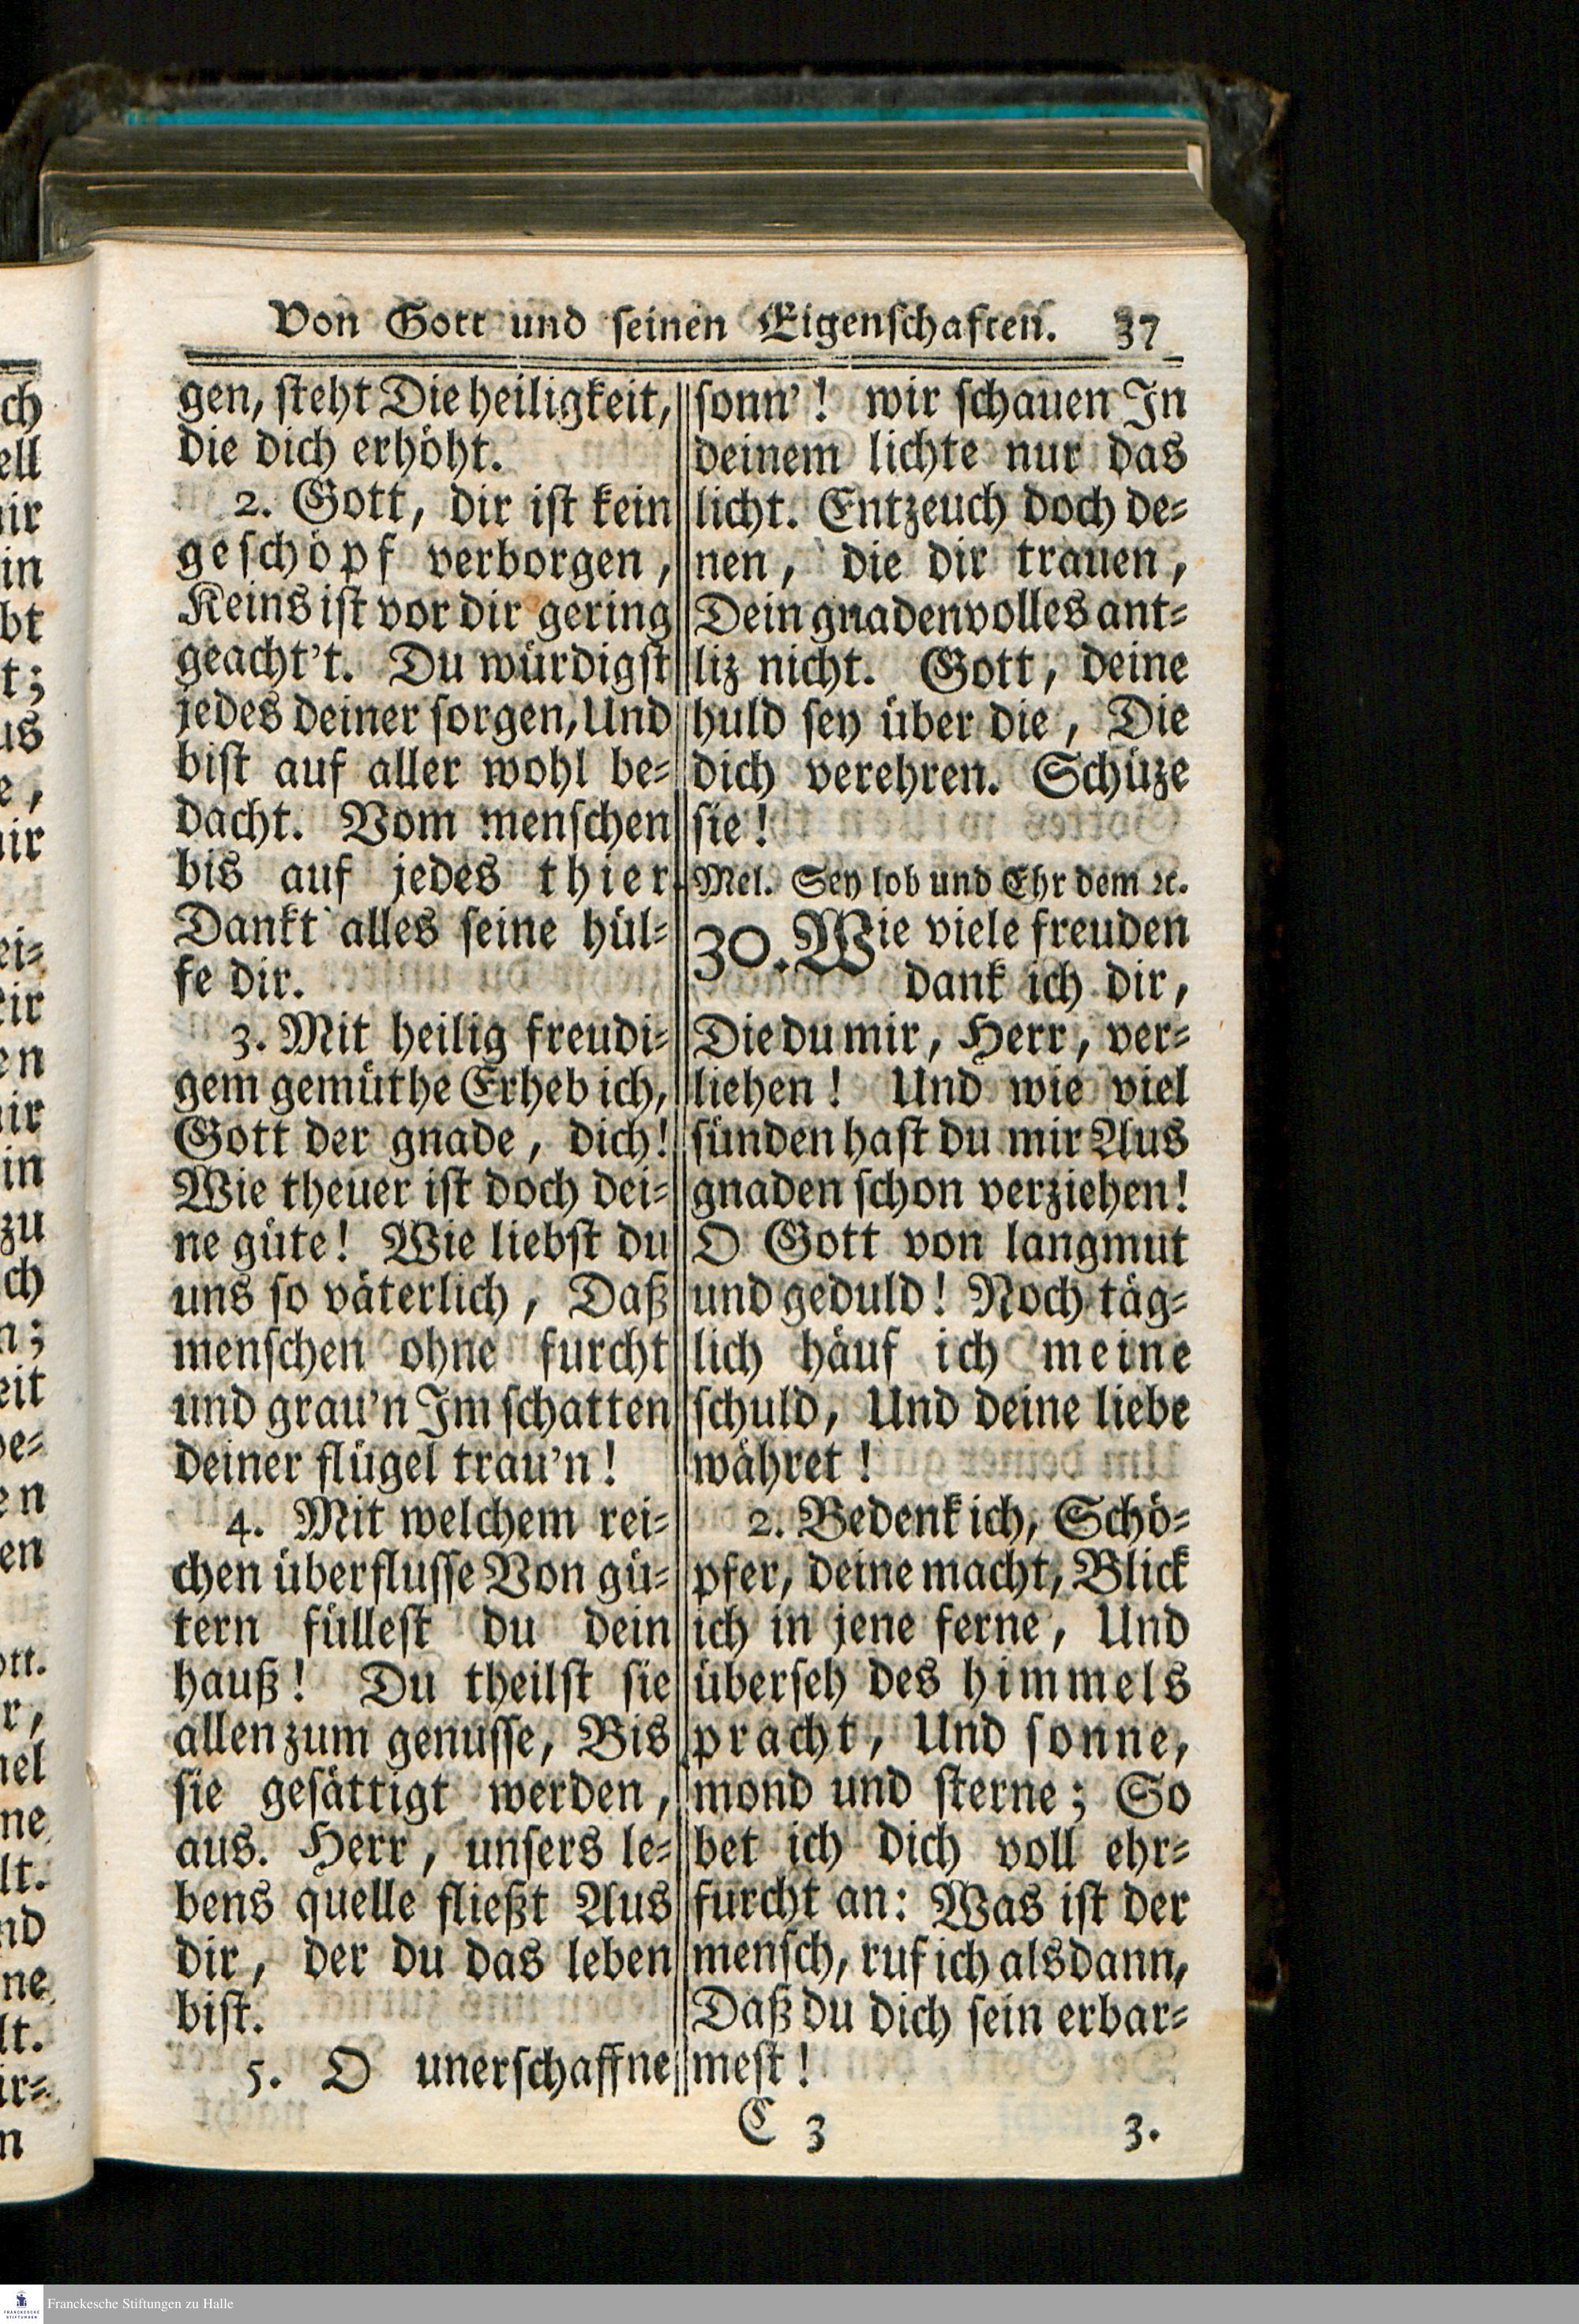 Von Gott und seinen Eigenschaften. 37
gen, steht Die heiligkeit,
die dich erhöht.
2. Gott, dir ist kein
geschöpf verborgen,
Keins ist vor dir gering
geacht't. Du würdigst
jedes deiner sorgen, Und
bist auf aller wohl be-
dacht. Vom menschen
bis auf jedes thier
Dankt alles seine hül-
fe dir.
3. Mit heilig freudi-
gem gemüthe Erheb ich,
Gott der gnade, dich!
Wie theuer ist doch dei-
ne güte! Wie liebst du
uns so väterlich, Daß
menschen ohne furcht
und grau'n Im schatten
deiner flügel trau'n!
4. Mit welchem rei-
chen überflusse Von gü-
tern füllest du dein
hauß! Du theilst sie
allen zum genusse, Bis
sie gesättigt werden,
aus. Herr, unsers le-
bens quelle fließt Aus
dir, der du das leben
bist.
5. O unerschaffne
sonn'! wir schauen In
deinem lichte nur das
licht. Entzeuch doch de-
nen, die dir trauen,
Dein gnadenvolles ant-
liz nicht. Gott, deine
huld sey über die, Die
dich verehren. Schüze
sie!
Mel. Sey lob und Ehr dem ꝛc.
30. Wie viele freuden
dank ich dir,
Die du mir, Herr, ver-
liehen! Und wie viel
sünden hast du mir Aus
gnaden schon verziehen!
O Gott von langmut
und geduld! Noch täg-
lich häuf ich meine
schuld, Und deine liebe
währet!
2. Bedenk ich, Schö-
pfer, deine macht, Blick
ich in jene ferne, Und
überseh des himmels
pracht, Und sonne,
mond und sterne; So
bet ich dich voll ehr-
furcht an: Was ist der
mensch, ruf ich alsdann,
Daß du dich sein erbar-
mest!
C 3 3.
Franckesche Stiftungen zu Halle